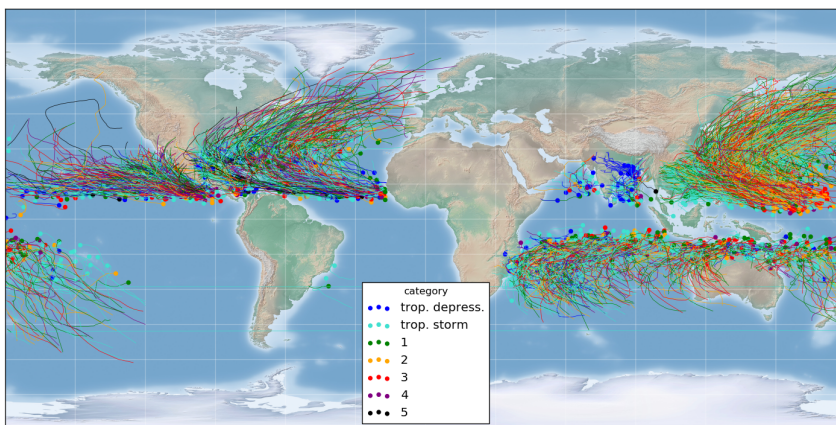 category
trop. depress.
trop. storm
1
2
3
4
5